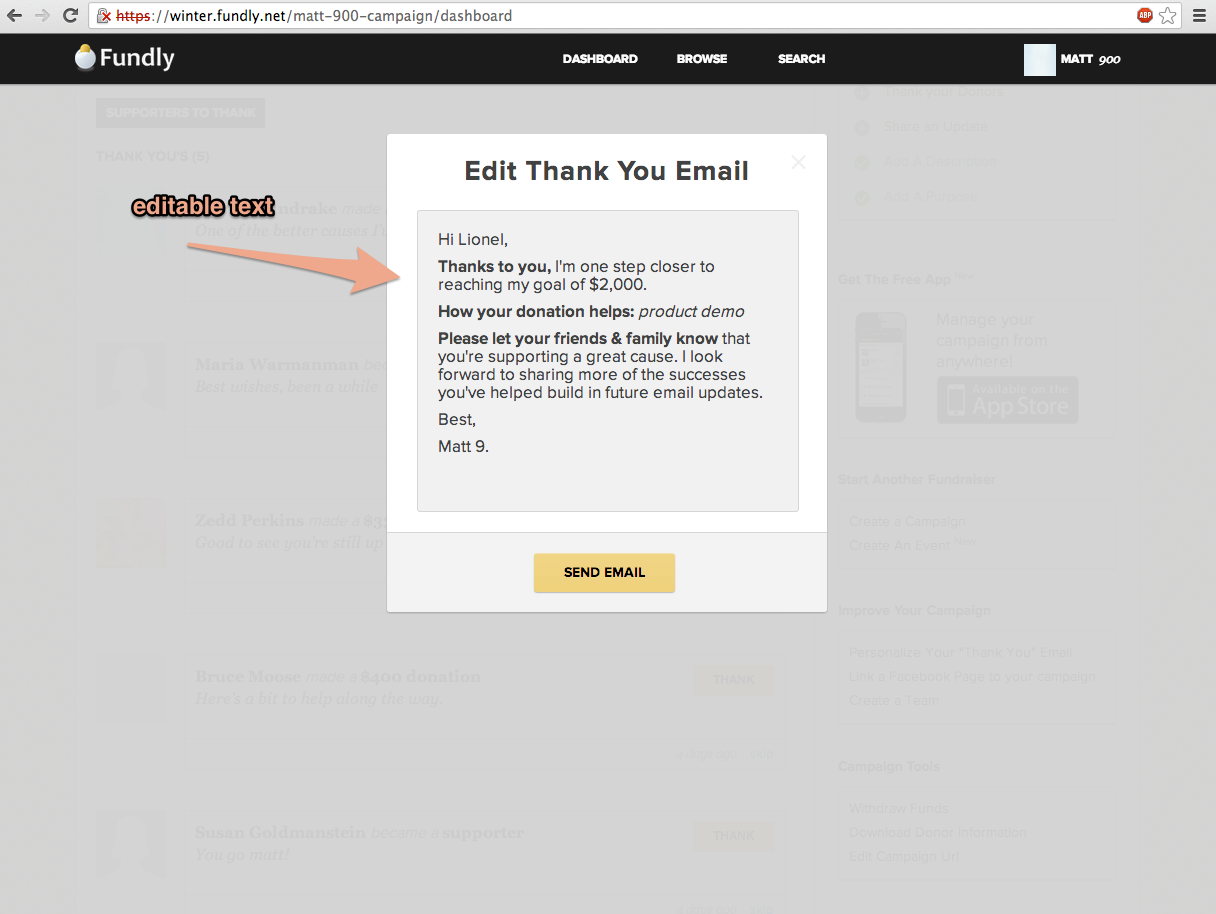 https://winter.fundly.net/matt-900-campaign/dashboard
ABP
Fundly
DASHBOARD
BROWSE
SEARCH
MATT 900
SUPPORTERS TO THANK
THANK YOU'S (5)
editable text
ndrake made
One of the better causes I'
Maria Warmanman bec
Best wishes, been a while
Zedd Perkins made a $3
Good to see you're still up
Bruce Moose made a $400 donation
Here's a bit to help along the way.
THANK
Susan Goldmanstein became a supporter
You go matt!
THANK
Edit Thank You Email
Hi Lionel,
Thanks to you, I'm one step closer to
reaching my goal of $2,000.
How your donation helps: product demo
Please let your friends & family know that
you're supporting a great cause. I look
forward to sharing more of the successes
you've helped build in future email updates.
Best,
Matt 9.
SEND EMAIL
Thank your Donors
Share an Update
Add A Description
Add A Purpose
Get The Free App New
Manage your
campaign from
anywhere!
Available on the
App Store
Start Another Fundraiser
Create a Campaign
Create An Event New
Improve Your Campaign
Personalize Your "Thank You" Email
Link a Facebook Page to your campaign
Create a Team
Campaign Tools
Withdraw Funds
Download Donor Information
Edit Campaign Url